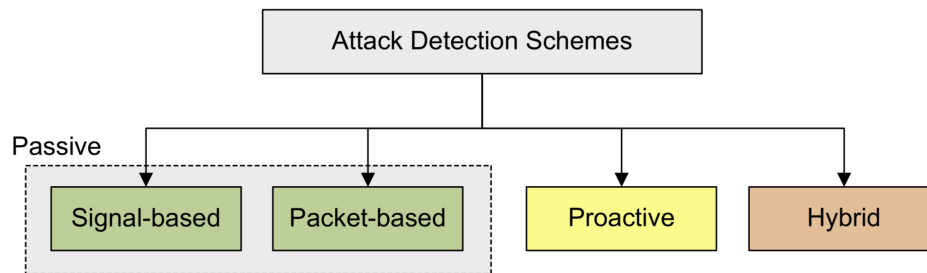 Attack Detection Schemes
Passive
Signal-based
Packet-based
Proactive
Hybrid